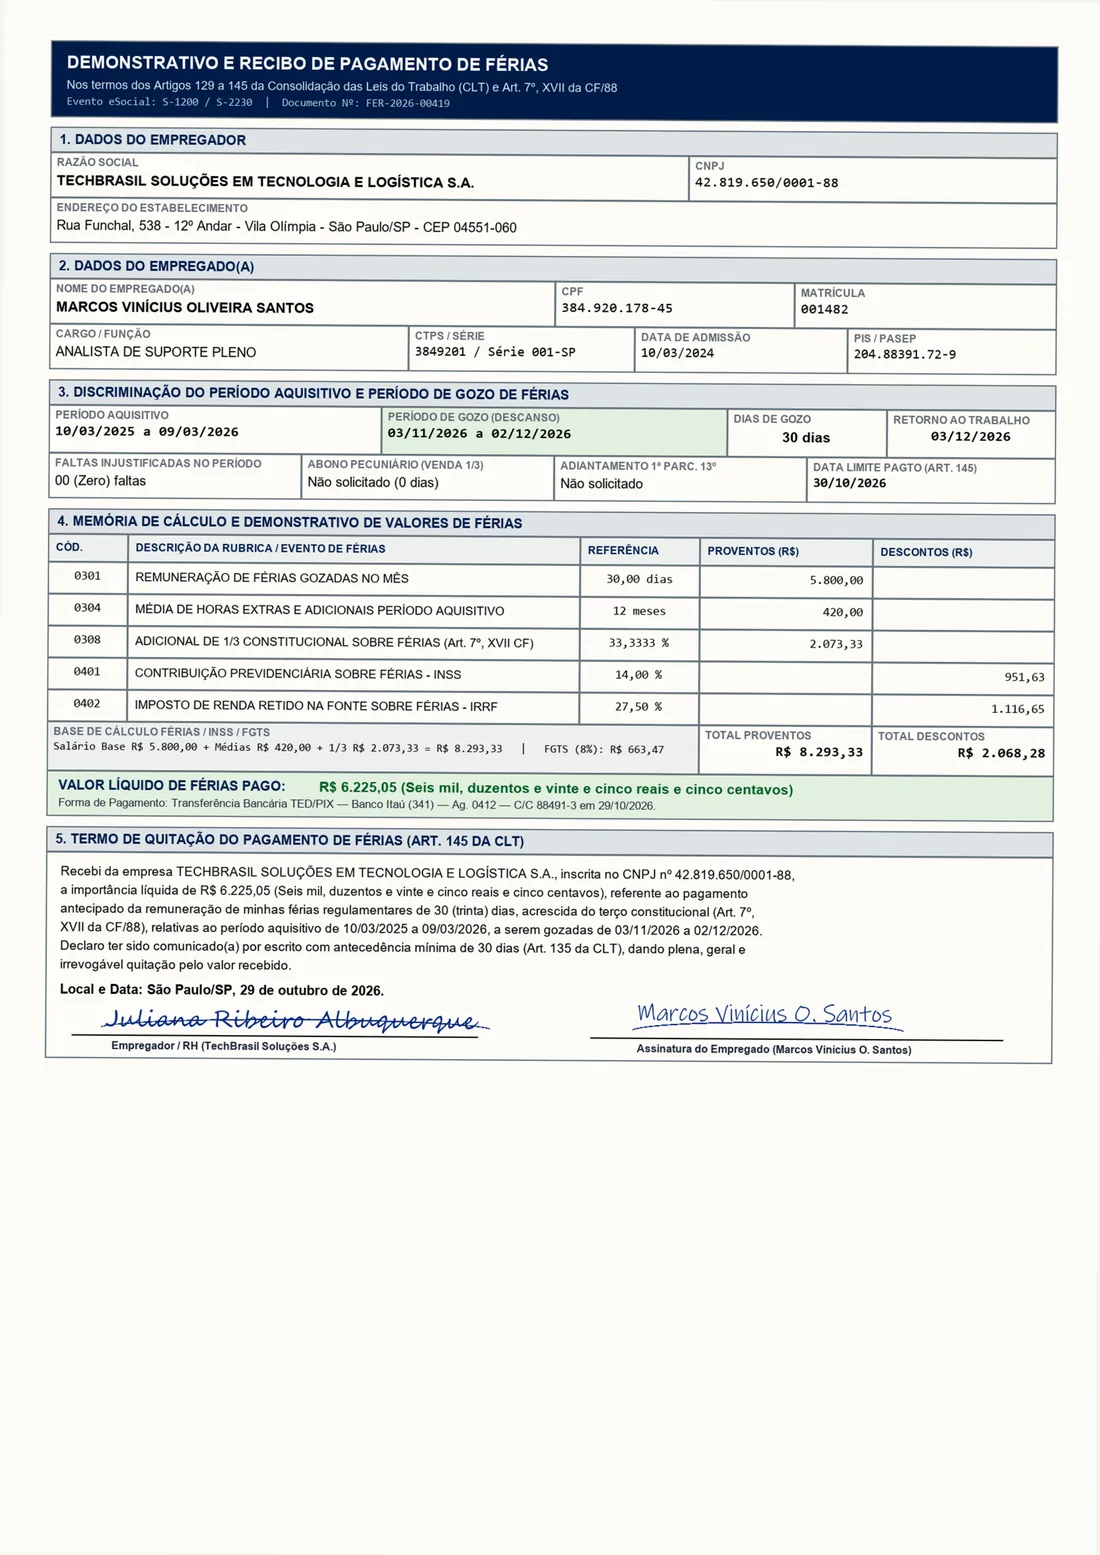 DEMONSTRATIVO E RECIBO DE PAGAMENTO DE FÉRIAS
Nos termos dos Artigos 129 a 145 da Consolidação das Leis do Trabalho (CLT) e Art. 7º, XVII da CF/88
Evento eSocial: S-1200 / S-2230 | Documento Nº: FER-2026-00419
1. DADOS DO EMPREGADOR
RAZÃO SOCIAL CNPJ
TECHBRASIL SOLUÇÕES EM TECNOLOGIA E LOGÍSTICA S.A. 42.819.650/0001-88
ENDEREÇO DO ESTABELECIMENTO
Rua Funchal, 538 - 12º Andar - Vila Olímpia - São Paulo/SP - CEP 04551-060
2. DADOS DO EMPREGADO(A)
NOME DO EMPREGADO(A) CPF MATRÍCULA
MARCOS VINÍCIUS OLIVEIRA SANTOS 384.920.178-45 001482
CARGO / FUNÇÃO CTPS / SÉRIE DATA DE ADMISSÃO PIS / PASEP
ANALISTA DE SUPORTE PLENO 3849201 / Série 001-SP 10/03/2024 204.88391.72-9
3. DISCRIMINAÇÃO DO PERÍODO AQUISITIVO E PERÍODO DE GOZO DE FÉRIAS
PERÍODO AQUISITIVO PERÍODO DE GOZO (DESCANSO) DIAS DE GOZO RETORNO AO TRABALHO
10/03/2025 a 09/03/2026 03/11/2026 a 02/12/2026 30 dias 03/12/2026
FALTAS INJUSTIFICADAS NO PERÍODO ABONO PECUNIÁRIO (VENDA 1/3) ADIANTAMENTO 1ª PARC. 13º DATA LIMITE PAGTO (ART. 145)
00 (Zero) faltas Não solicitado (0 dias) Não solicitado 30/10/2026
4. MEMÓRIA DE CÁLCULO E DEMONSTRATIVO DE VALORES DE FÉRIAS
CÓD. DESCRIÇÃO DA RUBRICA / EVENTO DE FÉRIAS REFERÊNCIA PROVENTOS (R$) DESCONTOS (R$)
0301 REMUNERAÇÃO DE FÉRIAS GOZADAS NO MÊS 30,00 dias 5.800,00
0304 MÉDIA DE HORAS EXTRAS E ADICIONAIS PERÍODO AQUISITIVO 12 meses 420,00
0308 ADICIONAL DE 1/3 CONSTITUCIONAL SOBRE FÉRIAS (Art. 7º, XVII CF) 33,3333 % 2.073,33
0401 CONTRIBUIÇÃO PREVIDENCIÁRIA SOBRE FÉRIAS - INSS 14,00 % 951,63
0402 IMPOSTO DE RENDA RETIDO NA FONTE SOBRE FÉRIAS - IRRF 27,50 % 1.116,65
BASE DE CÁLCULO FÉRIAS / INSS / FGTS TOTAL PROVENTOS TOTAL DESCONTOS
Salário Base R$ 5.800,00 + Médias R$ 420,00 + 1/3 R$ 2.073,33 = R$ 8.293,33 | FGTS (8%): R$ 663,47 R$ 8.293,33 R$ 2.068,28
VALOR LÍQUIDO DE FÉRIAS PAGO: R$ 6.225,05 (Seis mil, duzentos e vinte e cinco reais e cinco centavos)
Forma de Pagamento: Transferência Bancária TED/PIX — Banco Itaú (341) — Ag. 0412 — C/C 88491-3 em 29/10/2026.
5. TERMO DE QUITAÇÃO DO PAGAMENTO DE FÉRIAS (ART. 145 DA CLT)
Recebi da empresa TECHBRASIL SOLUÇÕES EM TECNOLOGIA E LOGÍSTICA S.A., inscrita no CNPJ nº 42.819.650/0001-88,
a importância líquida de R$ 6.225,05 (Seis mil, duzentos e vinte e cinco reais e cinco centavos), referente ao pagamento
antecipado da remuneração de minhas férias regulamentares de 30 (trinta) dias, acrescida do terço constitucional (Art. 7º,
XVII da CF/88), relativas ao período aquisitivo de 10/03/2025 a 09/03/2026, a serem gozadas de 03/11/2026 a 02/12/2026.
Declaro ter sido comunicado(a) por escrito com antecedência mínima de 30 dias (Art. 135 da CLT), dando plena, geral e
irrevogável quitação pelo valor recebido.
Local e Data: São Paulo/SP, 29 de outubro de 2026.
Juliana Ribeiro Albuquerque Marcos Vinícius O. Santos
Empregador / RH (TechBrasil Soluções S.A.) Assinatura do Empregado (Marcos Vinicius O. Santos)